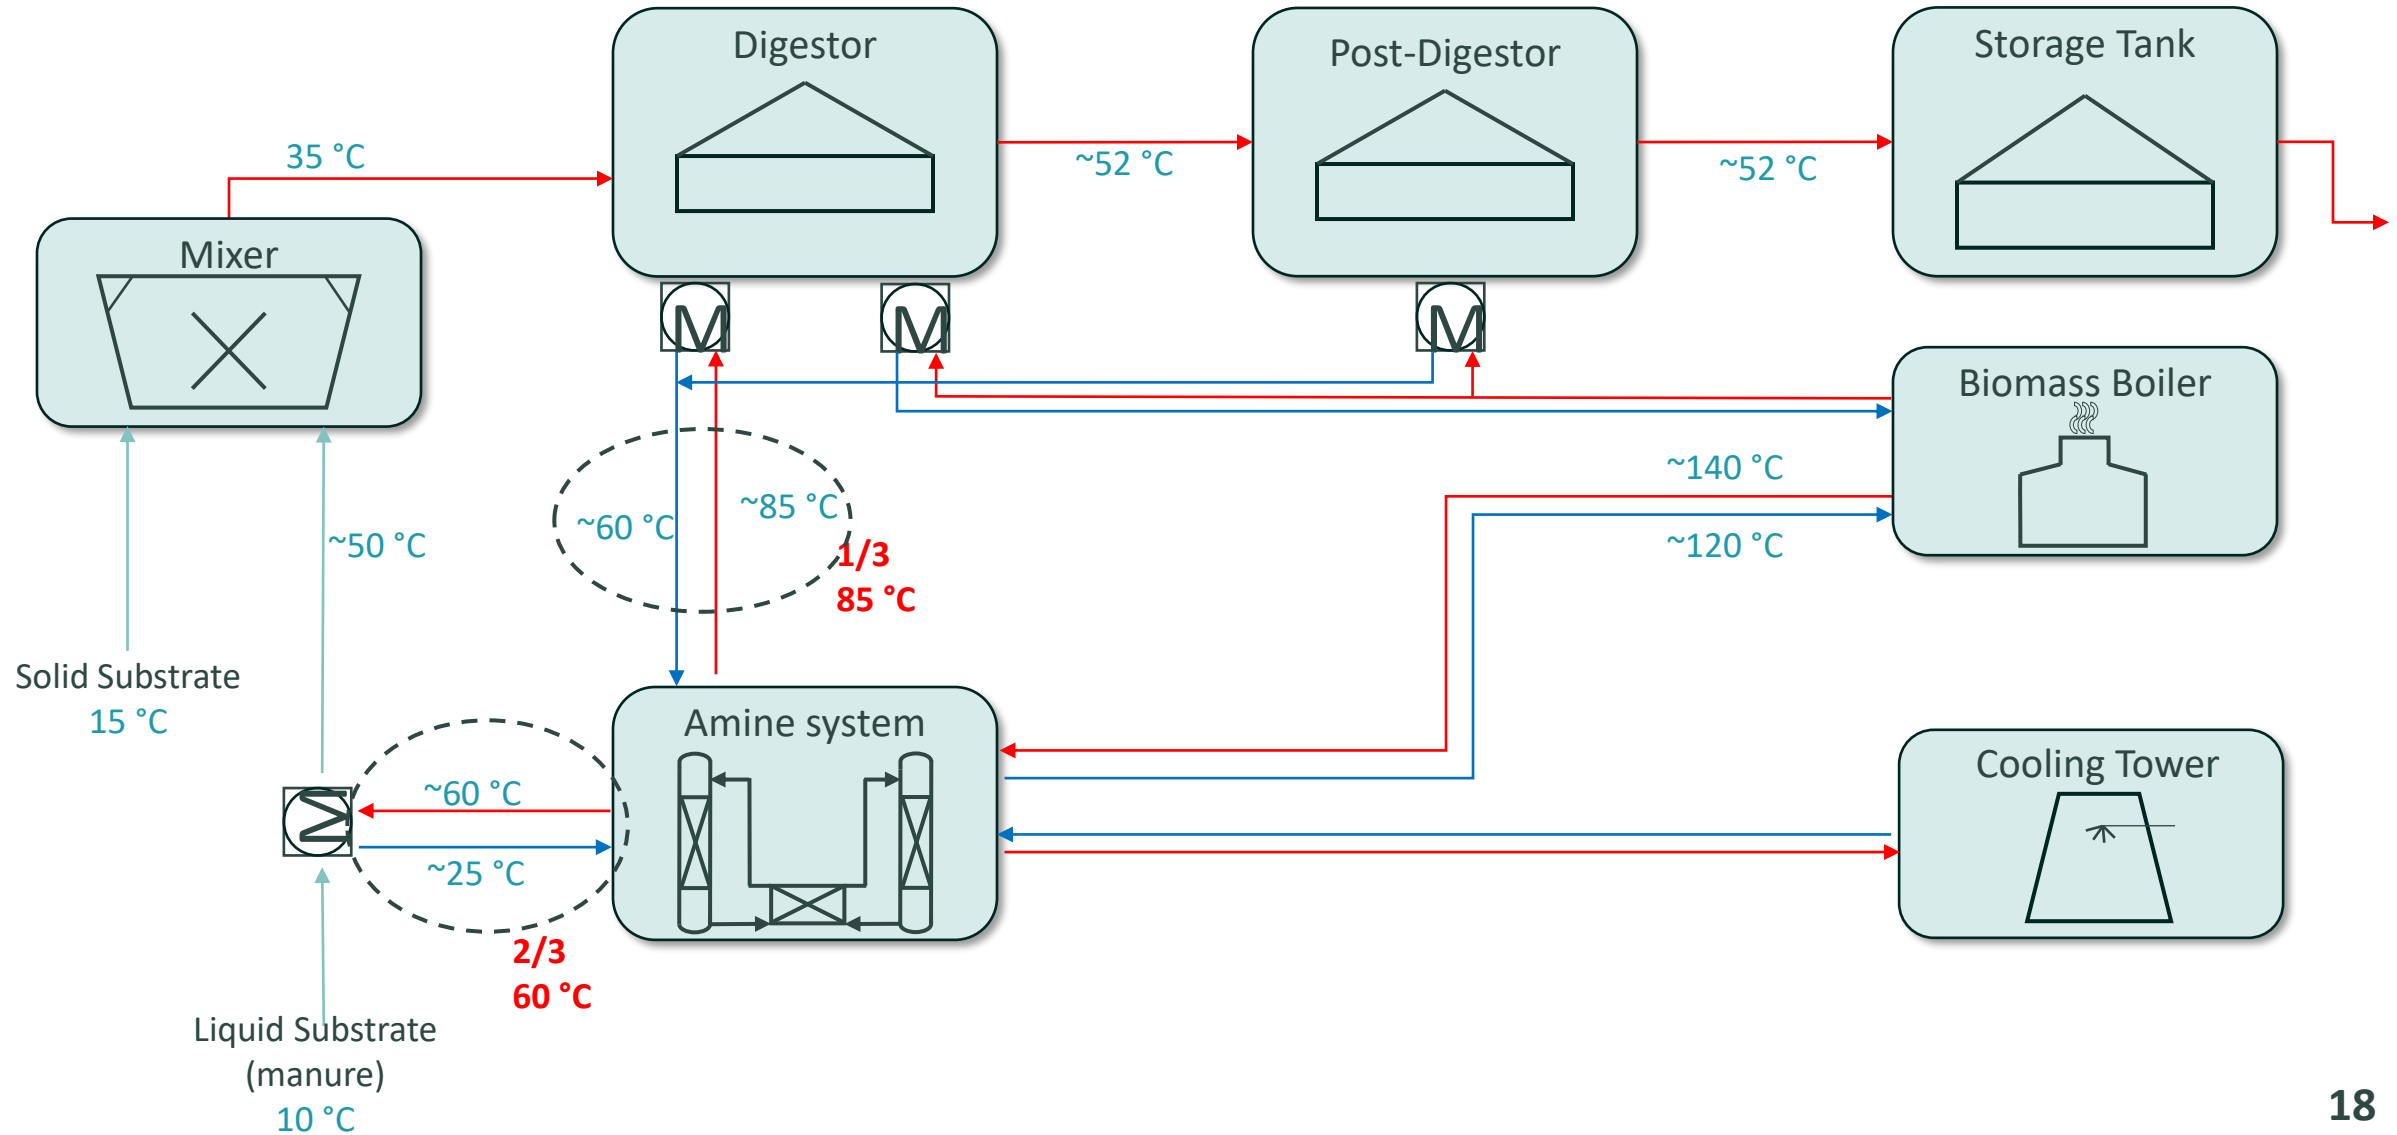 Digestor
Post-Digestor
Storage Tank
35 °C
~52 °C
~52 °C
Mixer
M
M
M
Biomass Boiler
~140 °C
~85 °C
~60 °C
~50 °C
1/3
85 °C
~120 °C
Solid Substrate
15 °C
Amine system
Cooling Tower
~60 °C
M
~25 °C
2/3
60 °C
Liquid Substrate
(manure)
10 °C
18